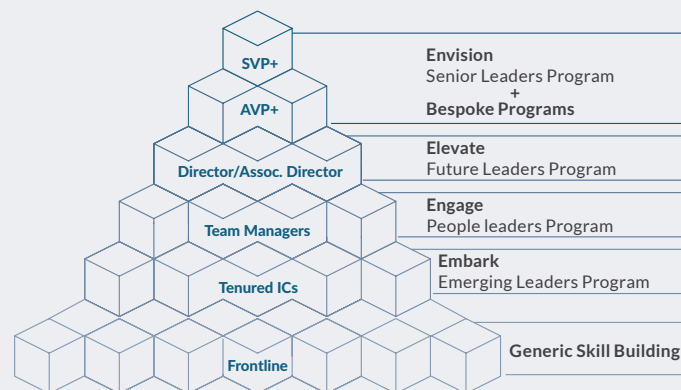 SVP+
Envision
Senior Leaders Program
+
AVP+
Bespoke Programs
Elevate
Director/Assoc. Director
Future Leaders Program
Engage
Team Managers
People leaders Program
Embark
Tenured ICs
Emerging Leaders Program
Generic Skill Building
Frontline